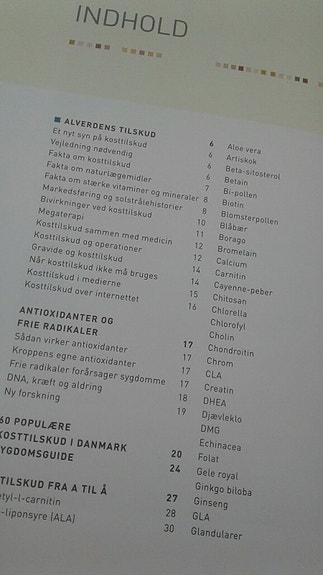 INDHOLD
ALVERDENS TILSKUD 6
Et nyt syn på kosttilskud 6
Vejledning nødvendig 6
Fakta om kosttilskud 6
Fakta om naturlægemidler 7
Fakta om stærke vitaminer og mineraler 8
Markedsføring og solstrålehistorier 8
Bivirkninger ved kosttilskud 10
Megaterapi 11
Kosttilskud sammen med medicin 12
Kosttilskud og operationer 12
Gravide og kosttilskud 14
Når kosttilskud ikke må bruges 14
Kosttilskud i medierne 15
Kosttilskud over internettet 16
ANTIOXIDANTER OG
FRIE RADIKALER 17
Sådan virker antioxidanter 17
Kroppens egne antioxidanter 17
Frie radikaler forårsager sygdomme 17
DNA, kræft og aldring 18
Ny forskning 19
60 POPULÆRE
KOSTTILSKUD I DANMARK 20
YGDOMSGUIDE 24
TILSKUD FRA A TIL Å 27
etyl-l-carnitin 28
-liponsyre (ALA) 30
Aloe vera
Artiskok
Beta-sitosterol
Betain
Bi-pollen
Biotin
Blomsterpollen
Blåbær
Borago
Bromelain
Calcium
Carnitin
Cayenne-peber
Chitosan
Chlorella
Chlorofyl
Cholin
Chondroitin
Chrom
CLA
Creatin
DHEA
Djævleklo
DMG
Echinacea
Folat
Gele royal
Ginkgo biloba
Ginseng
GLA
Glandularer